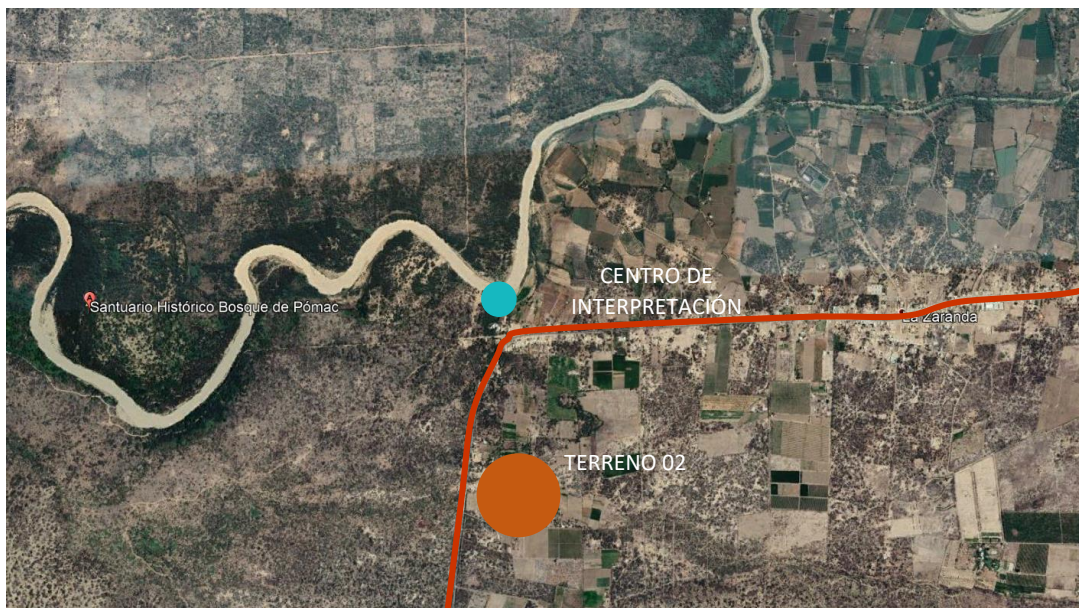 CENTRO DE
INTERPRETACIÓN
Santuario Histórico Bosque de Pómac
La Zaranda
TERRENO 02